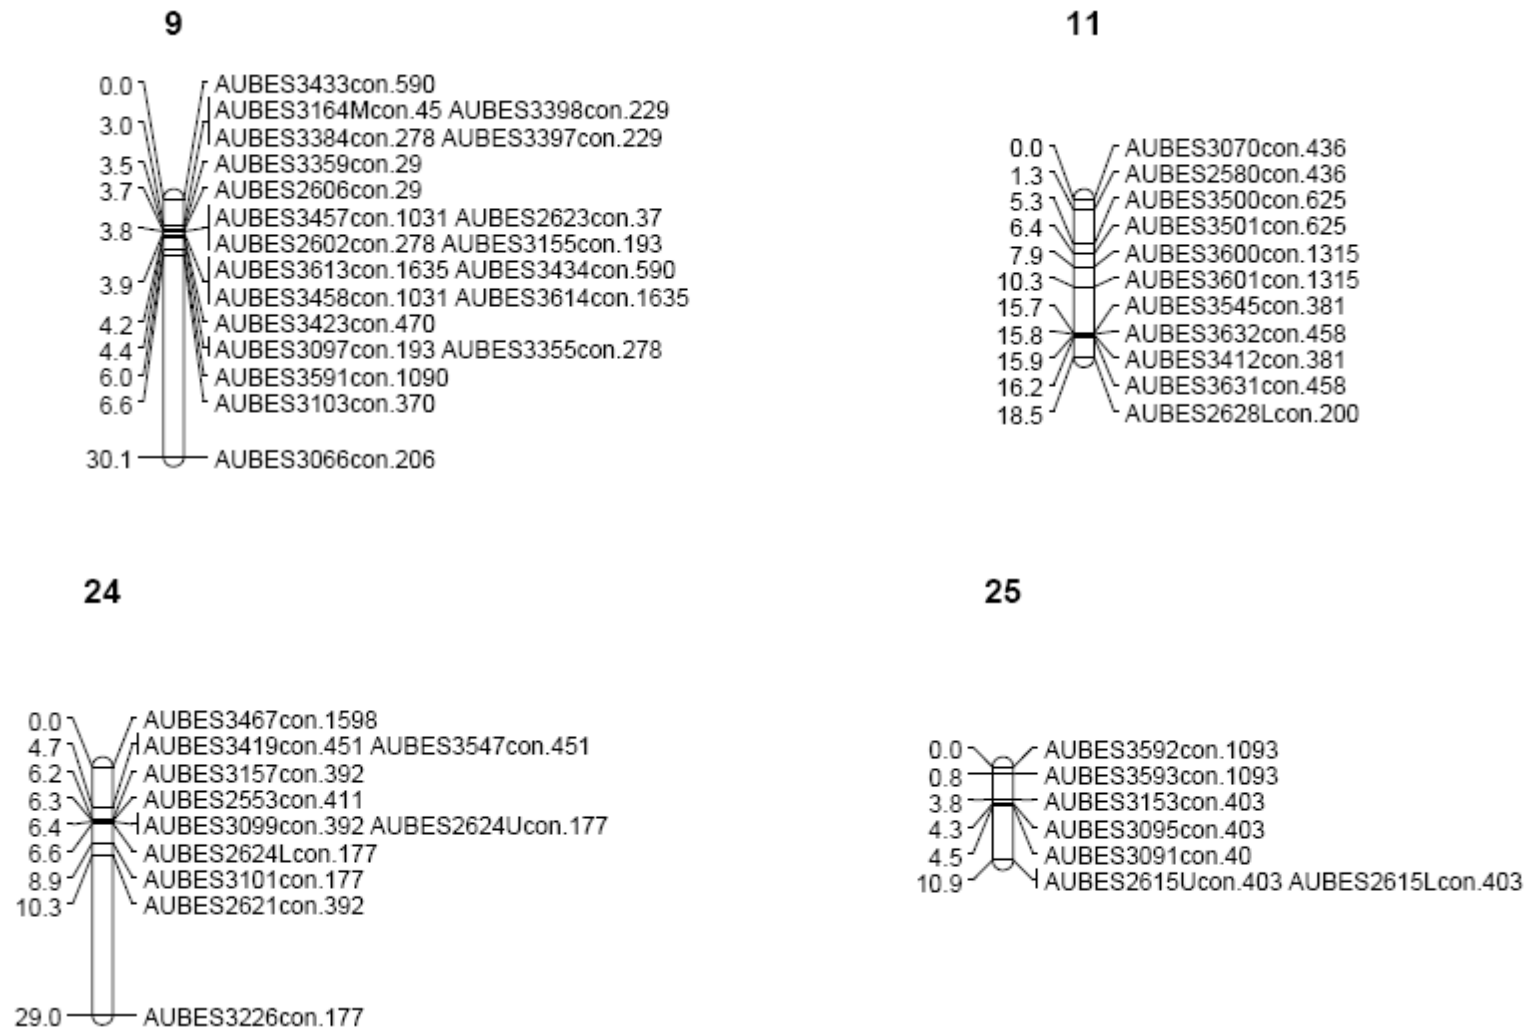 9
0.0 AUBES3433con.590
AUBES3164Mcon.45 AUBES3398con.229
3.0
AUBES3384con.278 AUBES3397con.229
3.5 AUBES3359con.29
3.7 AUBES2606con.29
AUBES3457con.1031 AUBES2623con.37
3.8
AUBES2602con.278 AUBES3155con.193
AUBES3613con.1635 AUBES3434con.590
3.9
AUBES3458con.1031 AUBES3614con.1635
4.2 AUBES3423con.470
4.4 AUBES3097con.193 AUBES3355con.278
6.0 AUBES3591con.1090
6.6 AUBES3103con.370
30.1 AUBES3066con.206
11
0.0 AUBES3070con.436
1.3 AUBES2580con.436
5.3 AUBES3500con.625
6.4 AUBES3501con.625
7.9 AUBES3600con.1315
10.3 AUBES3601con.1315
15.7 AUBES3545con.381
15.8 AUBES3632con.458
15.9 AUBES3412con.381
16.2 AUBES3631con.458
18.5 AUBES2628Lcon.200
24
0.0 AUBES3467con.1598
4.7 AUBES3419con.451 AUBES3547con.451
6.2 AUBES3157con.392
6.3 AUBES2553con.411
6.4 AUBES3099con.392 AUBES2624Ucon.177
6.6 AUBES2624Lcon.177
8.9 AUBES3101con.177
10.3 AUBES2621con.392
29.0 AUBES3226con.177
25
0.0 AUBES3592con.1093
0.8 AUBES3593con.1093
3.8 AUBES3153con.403
4.3 AUBES3095con.403
4.5 AUBES3091con.40
10.9 AUBES2615Ucon.403 AUBES2615Lcon.403